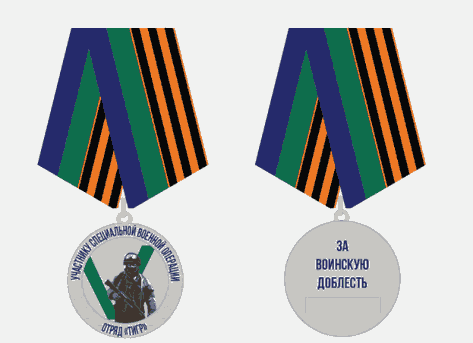 УЧАСТНИКУ СПЕЦИАЛЬНОЙ ВОЕННОЙ ОПЕРАЦИИ
ОТРЯД «ТИГР»
ЗА
ВОИНСКУЮ
ДОБЛЕСТЬ